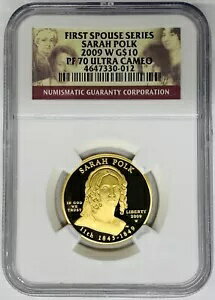 FIRST SPOUSE SERIES
SARAH POLK
2009 W G$10
PF 70 ULTRA CAMEO
4647330-012
NUMISMATIC GUARANTY CORPORATION
SARAH POLK
IN GOD
WE
TRUST
LIBERTY
2009
W
11th 1845-1849